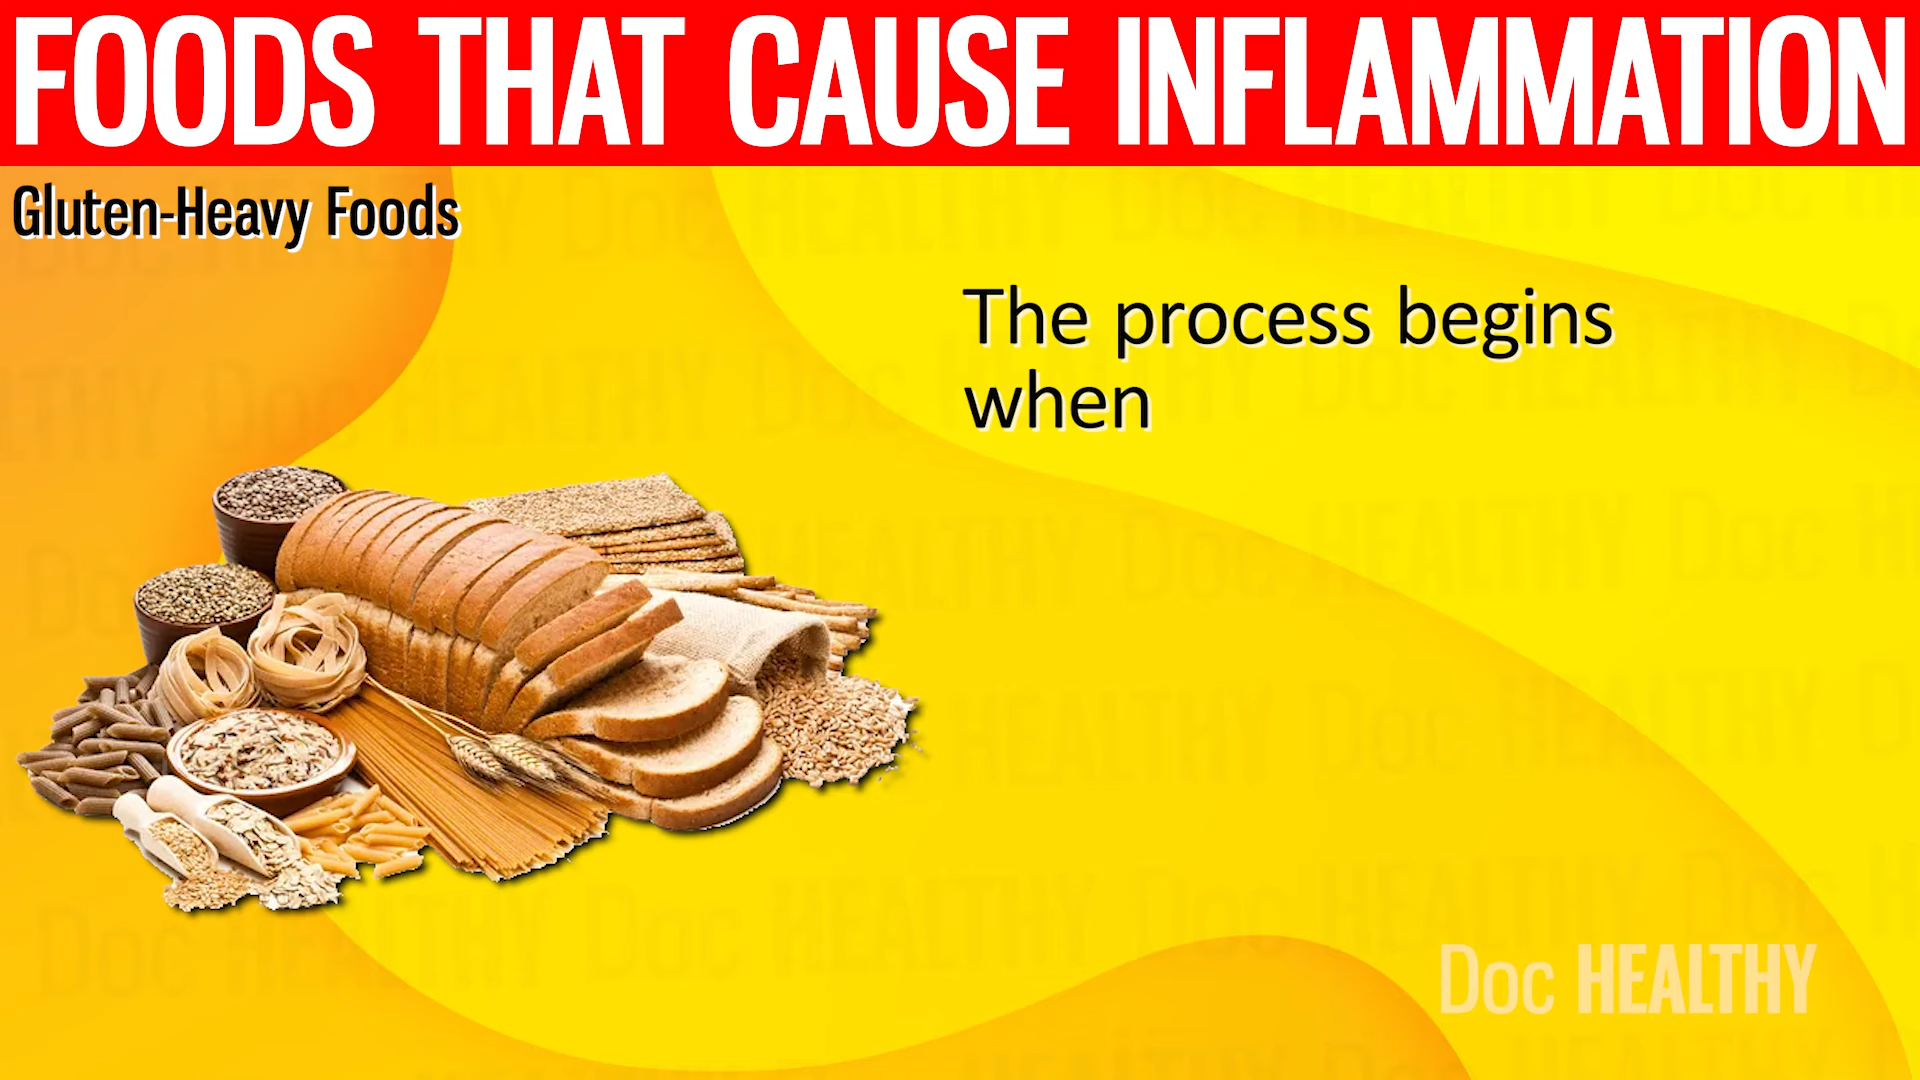 FOODS THAT CAUSE INFLAMMATION
Gluten-Heavy Foods
The process begins
when
Doc HEALTHY